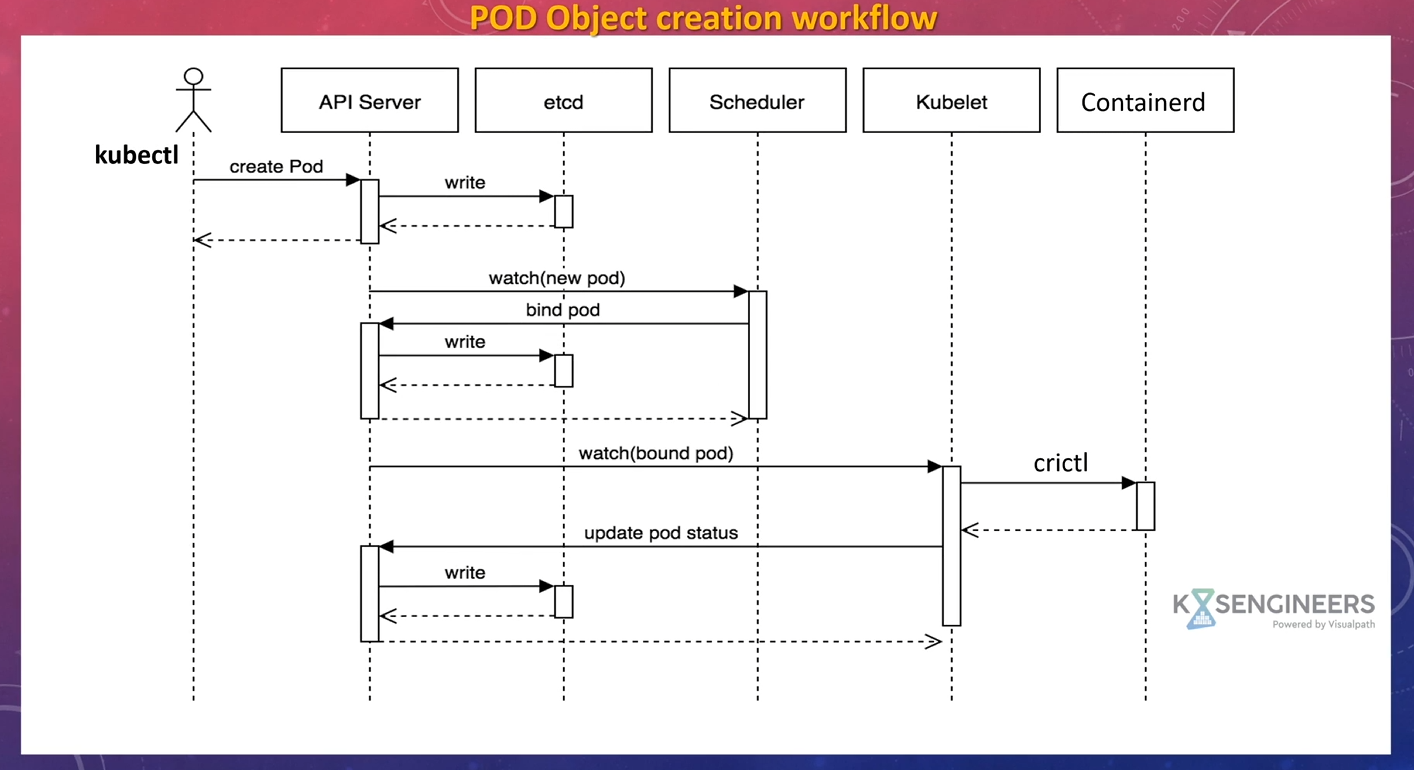 POD Object creation workflow
API Server
etcd
Scheduler
Kubelet
Containerd
kubectl
create Pod
write
watch(new pod)
bind pod
write
watch(bound pod)
crictl
update pod status
write
K8SENGINEERS
Powered by Visualpath
200